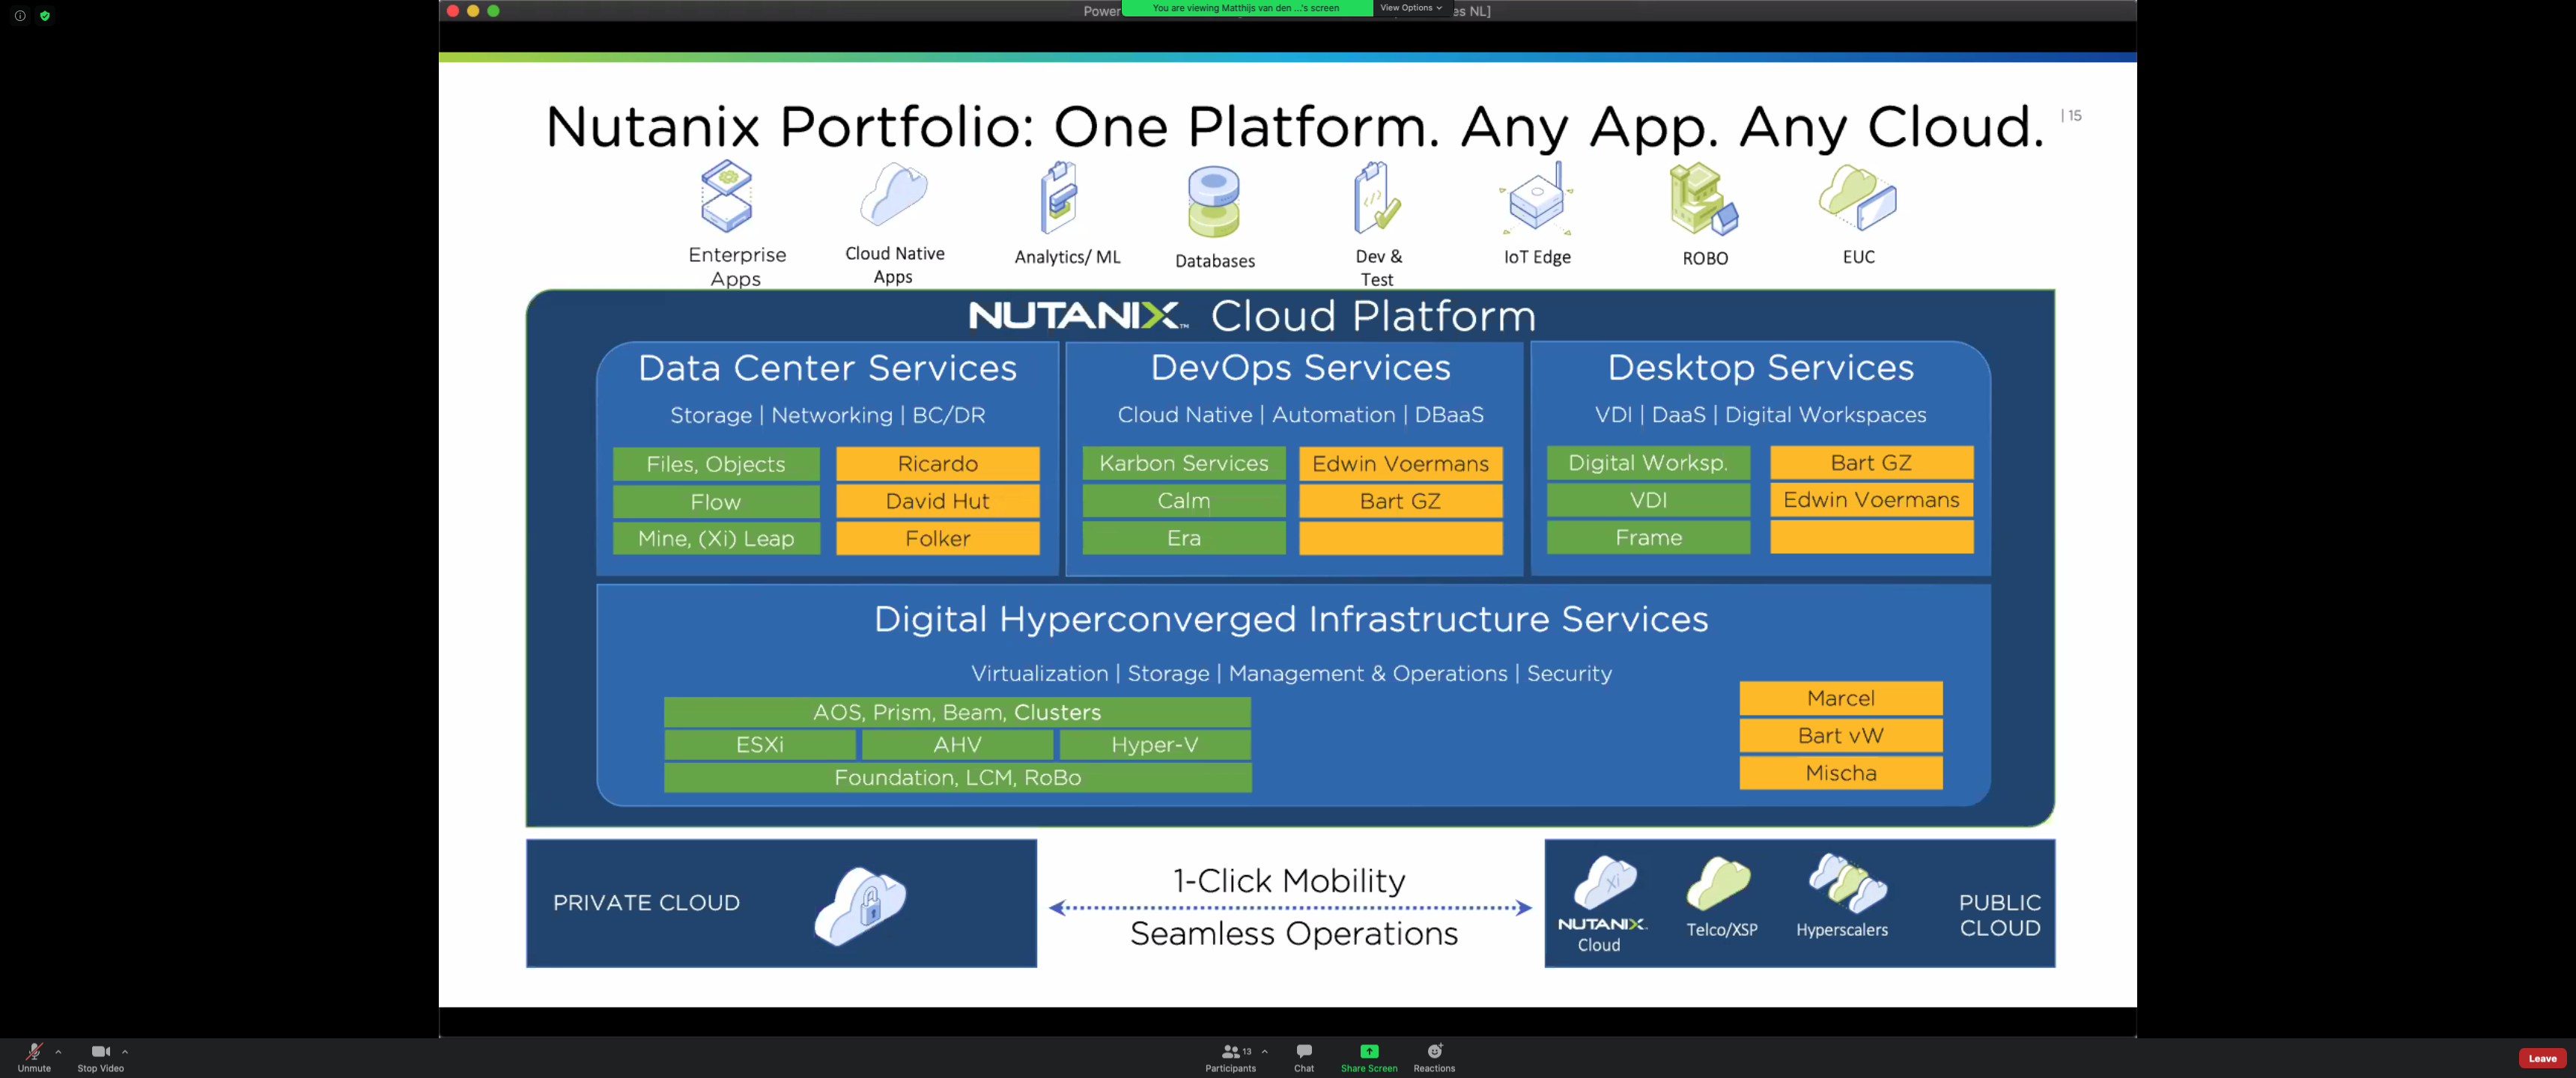 Power
You are viewing Matthijs van den ...'s screen
View Options
es NL]
Nutanix Portfolio: One Platform. Any App. Any Cloud.
| 15
Enterprise
Apps
Cloud Native
Apps
Analytics/ ML
Databases
Dev &
Test
IoT Edge
ROBO
EUC
NUTANIX™ Cloud Platform
Data Center Services
Storage | Networking | BC/DR
Files, Objects
Ricardo
Flow
David Hut
Mine, (Xi) Leap
Folker
DevOps Services
Cloud Native | Automation | DBaaS
Karbon Services
Edwin Voermans
Calm
Bart GZ
Era
Desktop Services
VDI | DaaS | Digital Workspaces
Digital Worksp.
Bart GZ
VDI
Edwin Voermans
Frame
Digital Hyperconverged Infrastructure Services
Virtualization | Storage | Management & Operations | Security
AOS, Prism, Beam, Clusters
ESXi
AHV
Hyper-V
Foundation, LCM, RoBo
Marcel
Bart vW
Mischa
PRIVATE CLOUD
1-Click Mobility
Seamless Operations
Xi
NUTANIX
Cloud
Telco/XSP
Hyperscalers
PUBLIC
CLOUD
Unmute
Stop Video
13
Participants
Chat
Share Screen
Reactions
Leave